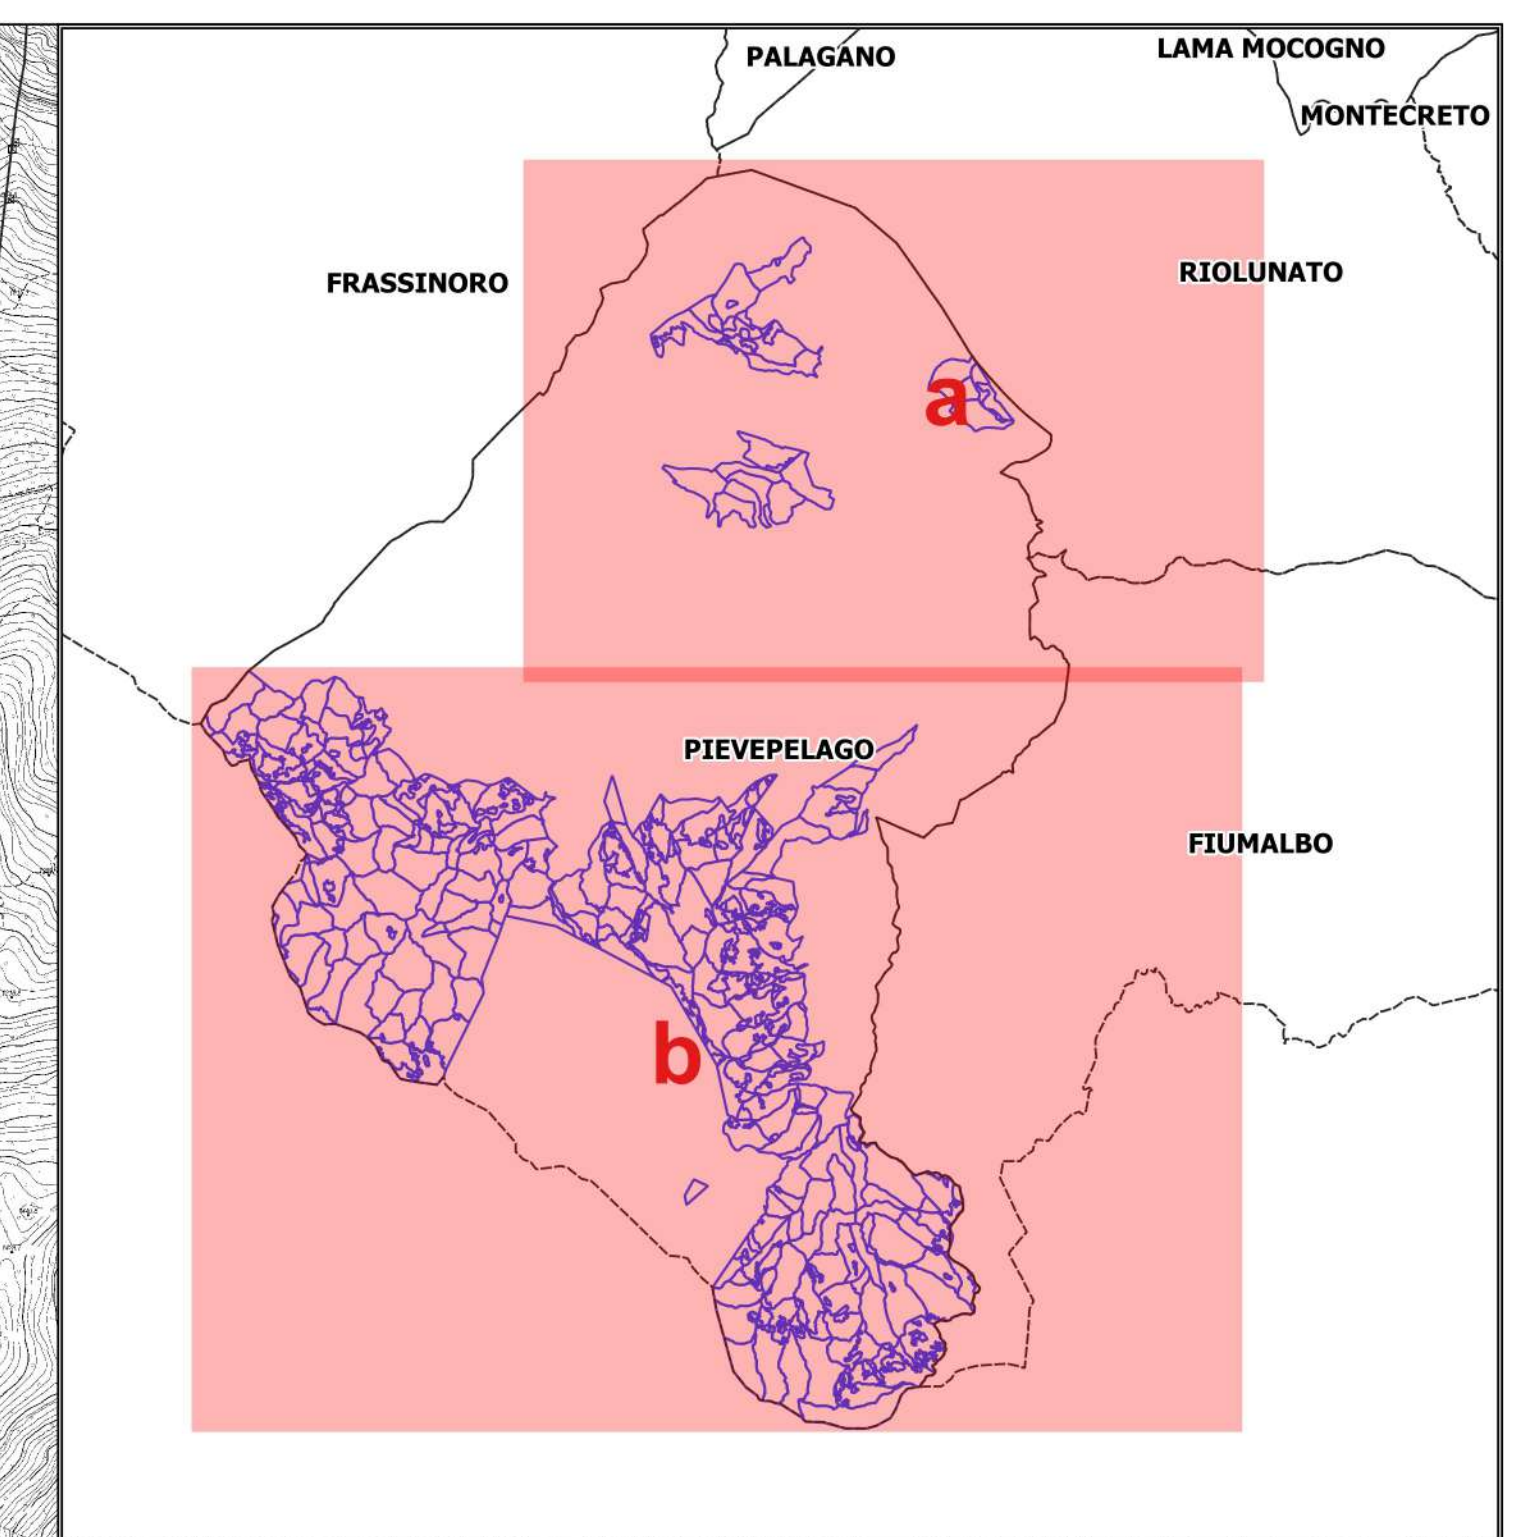 PALAGANO
LAMA MOCOGNO
MONTECRETO
FRASSINORO
RIOLUNATO
a
PIEVEPELAGO
FIUMALBO
b